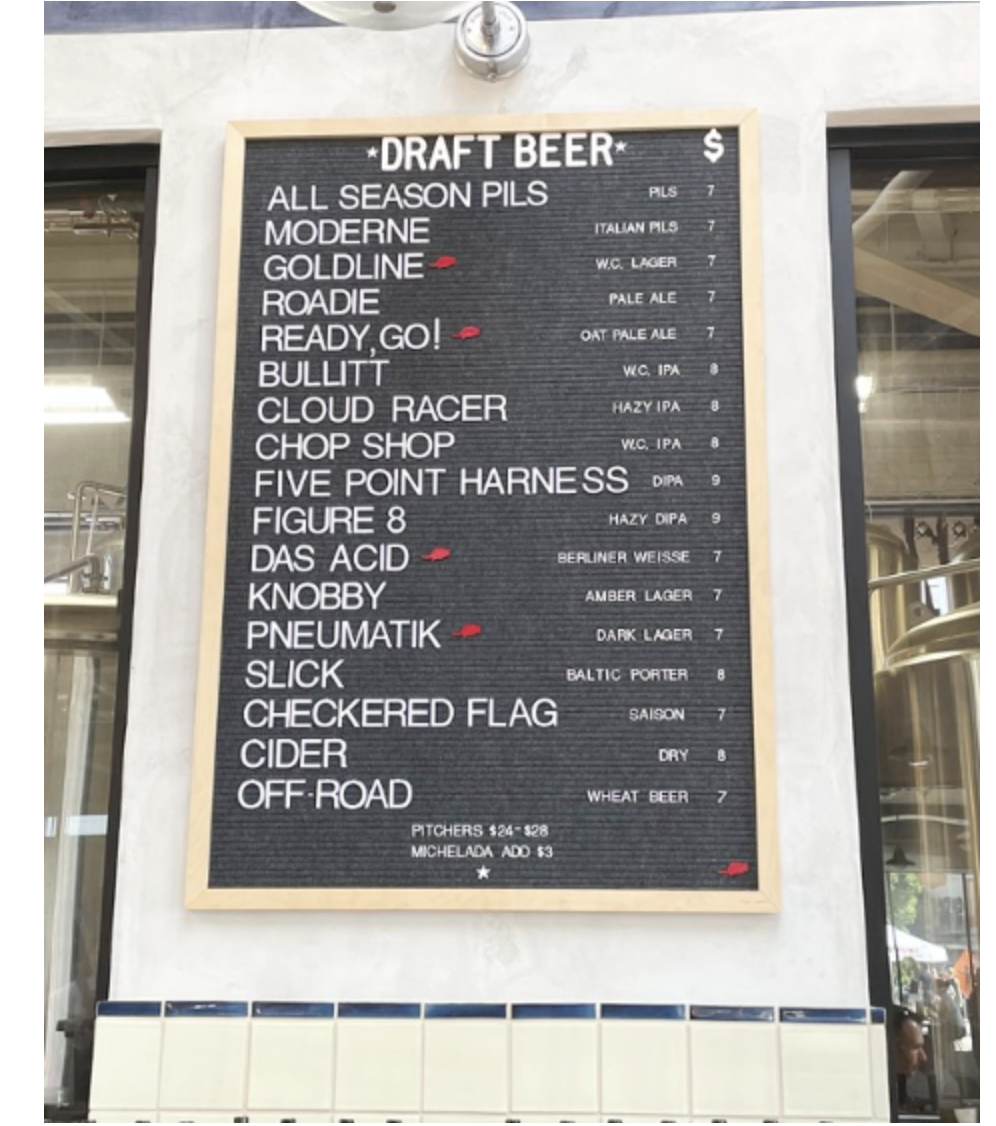 *DRAFT BEER* $
ALL SEASON PILS PILS 7
MODERNE ITALIAN PILS 7
GOLDLINE W.C. LAGER 7
ROADIE PALE ALE 7
READY,GO! OAT PALE ALE 7
BULLITT W.C. IPA 8
CLOUD RACER HAZY IPA 8
CHOP SHOP W.C. IPA 8
FIVE POINT HARNESS DIPA 9
FIGURE 8 HAZY DIPA 9
DAS ACID BERLINER WEISSE 7
KNOBBY AMBER LAGER 7
PNEUMATIK DARK LAGER 7
SLICK BALTIC PORTER 8
CHECKERED FLAG SAISON 7
CIDER DRY 8
OFF-ROAD WHEAT BEER 7
PITCHERS $24-$28
MICHELADA ADD $3